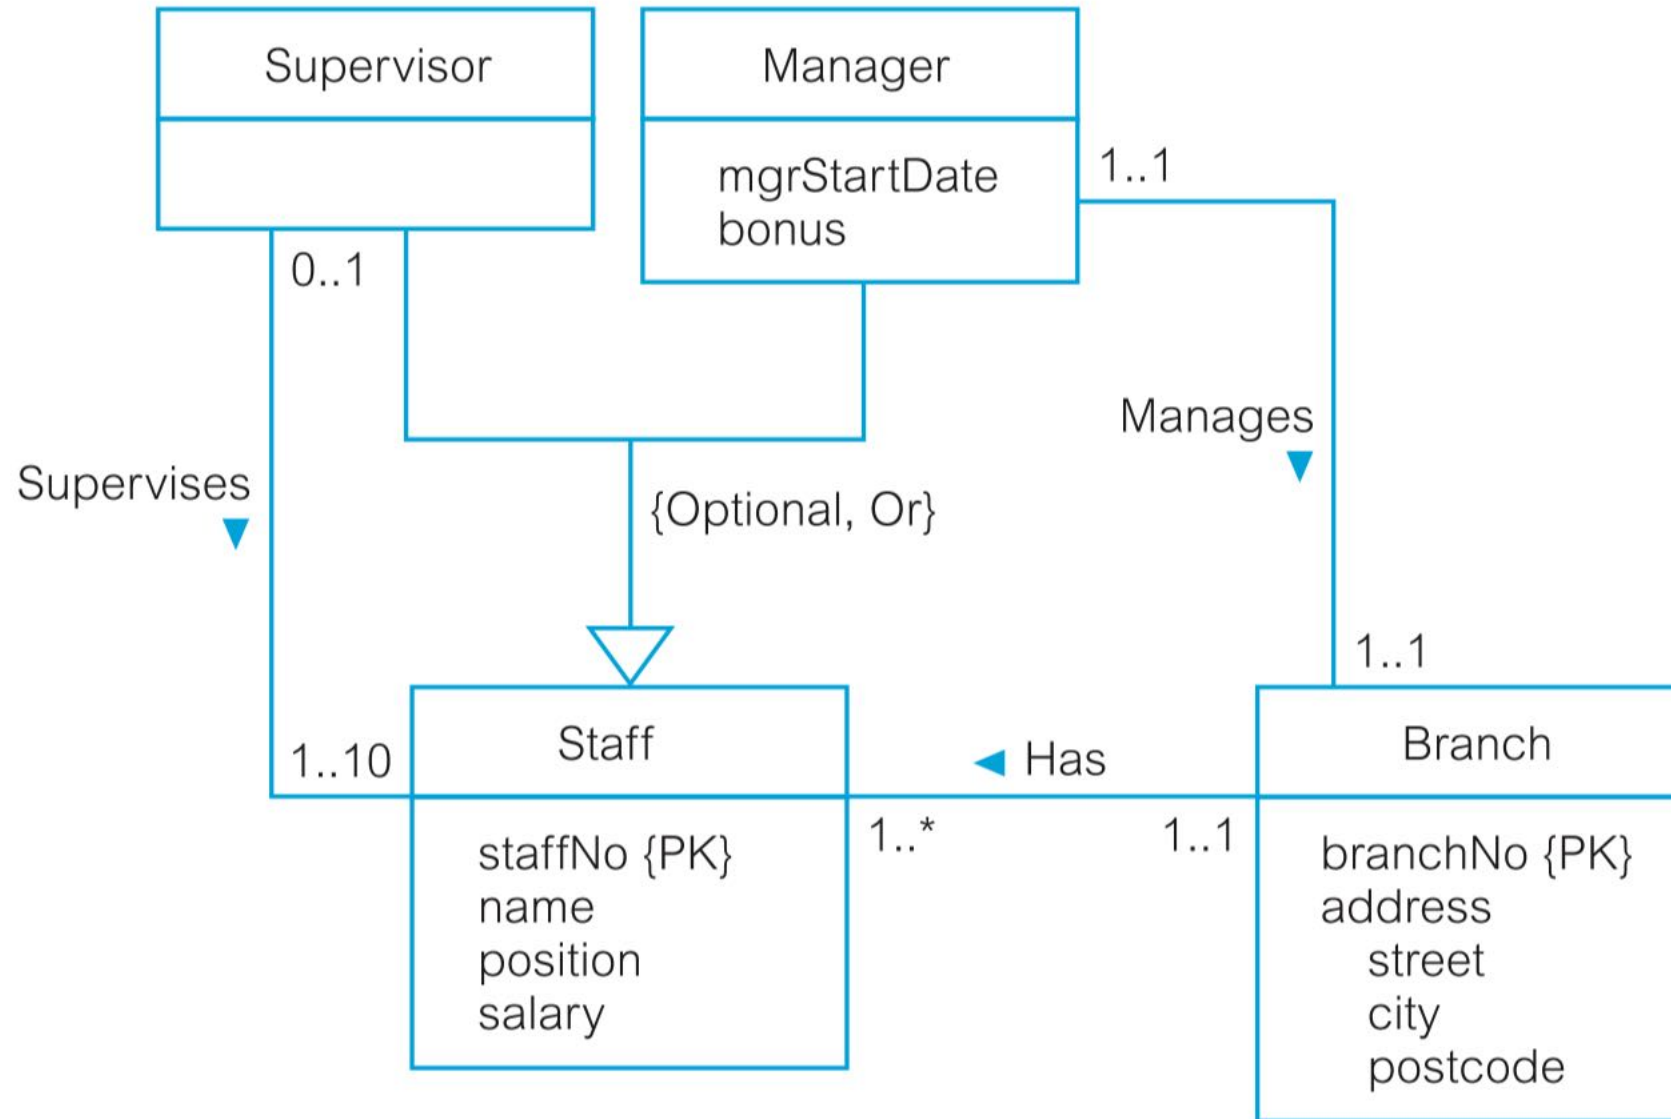 Supervisor
Manager
mgrStartDate
bonus
1..1
0..1
Manages
Supervises
{Optional, Or}
1..1
Staff
1..10
Has
Branch
1..*
1..1
staffNo {PK}
name
position
salary
branchNo {PK}
address
street
city
postcode